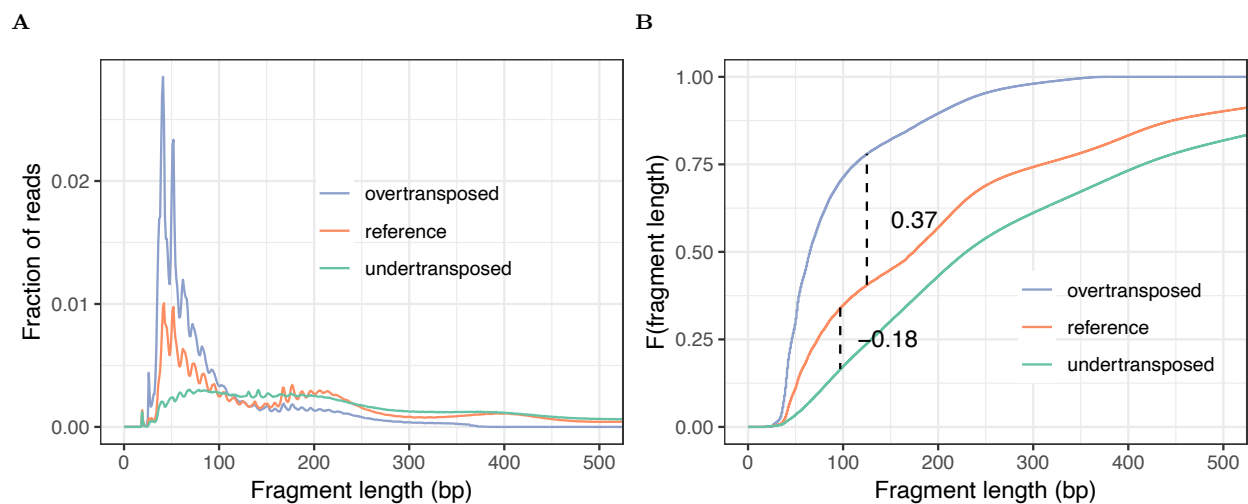 A
B
Fraction of reads
0.02
0.01
0.00
overtransposed
reference
undertransposed
0 100 200 300 400 500
Fragment length (bp)
F(fragment length)
1.00
0.75
0.50
0.25
0.00
0.37
−0.18
overtransposed
reference
undertransposed
0 100 200 300 400 500
Fragment length (bp)